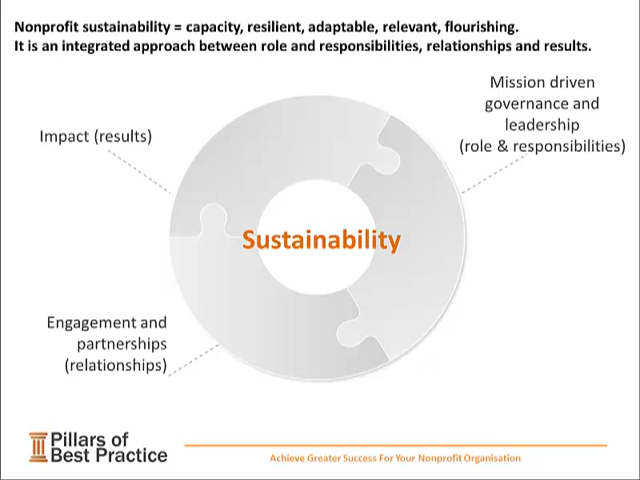 Nonprofit sustainability = capacity, resilient, adaptable, relevant, flourishing.
It is an integrated approach between role and responsibilities, relationships and results.
Mission driven
governance and
leadership
(role & responsibilities)
Impact (results)
Sustainability
Engagement and
partnerships
(relationships)
Pillars of
Best Practice
Achieve Greater Success For Your Nonprofit Organisation